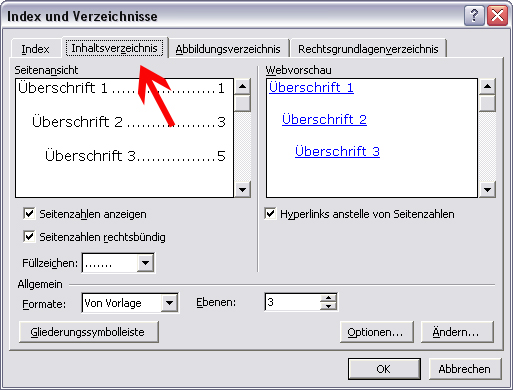 Index und Verzeichnisse
Index
Inhaltsverzeichnis
Abbildungsverzeichnis
Rechtsgrundlagenverzeichnis
Seitenansicht
Überschrift 1 ..................... 1
Überschrift 2 ................. 3
Überschrift 3.............. 5
Webvorschau
Überschrift 1
Überschrift 2
Überschrift 3
Seitenzahlen anzeigen
Seitenzahlen rechtsbündig
Hyperlinks anstelle von Seitenzahlen
Füllzeichen: .......
Allgemein
Formate: Von Vorlage Ebenen: 3
Gliederungssymbolleiste
Optionen...
Ändern...
OK
Abbrechen